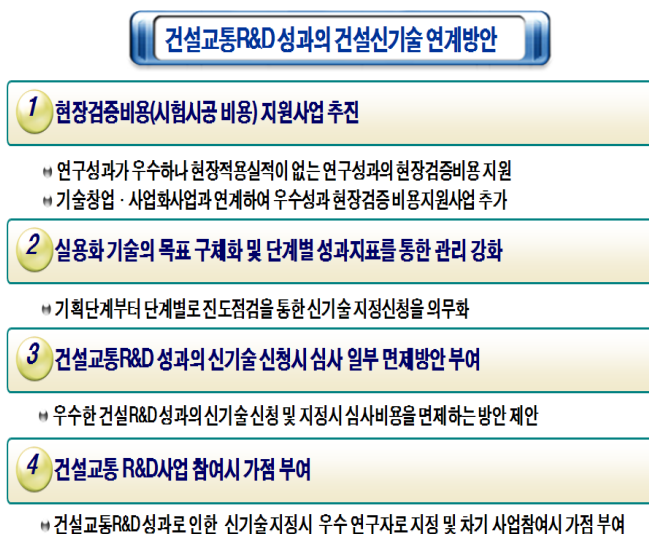 건설교통R&D 성과의 건설신기술 연계방안
1 현장검증비용(시험시공 비용) 지원사업 추진
연구성과가 우수하나 현장적용실적이 없는 연구성과의 현장검증비용 지원
기술창업 · 사업화사업과 연계하여 우수성과 현장검증 비용지원사업 추가
2 실용화 기술의 목표 구체화 및 단계별 성과지표를 통한 관리 강화
기획단계부터 단계별로 진도점검을 통한 신기술 지정신청을 의무화
3 건설교통R&D 성과의 신기술 신청시 심사 일부 면제방안 부여
우수한 건설R&D 성과의 신기술 신청 및 지정시 심사비용을 면제하는 방안 제안
4 건설교통 R&D사업 참여시 가점 부여
건설교통R&D 성과로 인한 신기술지정시 우수 연구자로 지정 및 차기 사업참여시 가점 부여